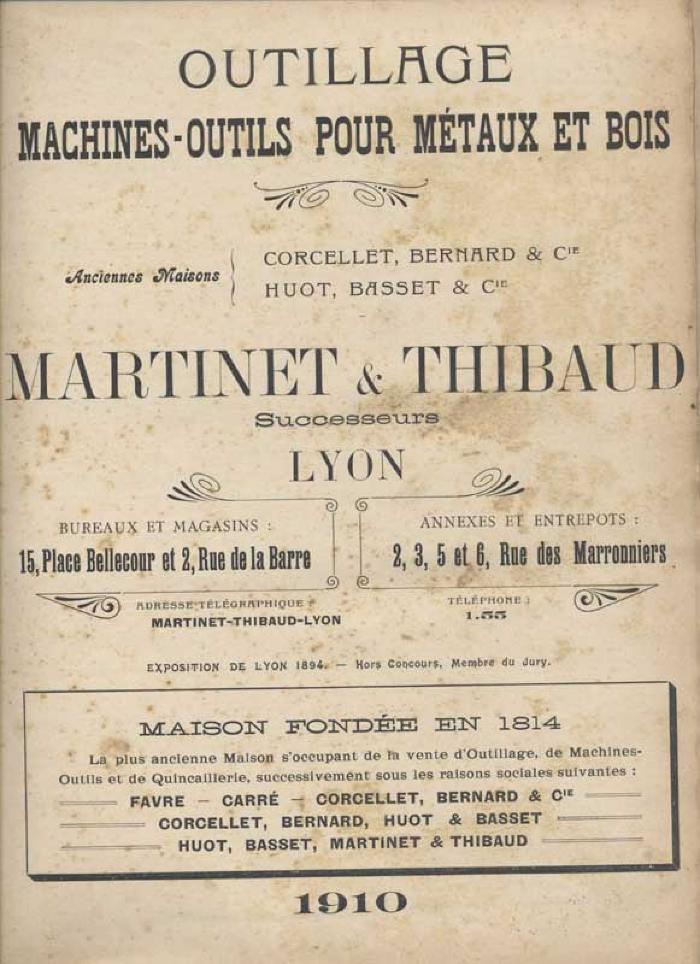 OUTILLAGE
MACHINES-OUTILS POUR MÉTAUX ET BOIS
Anciennes Maisons
CORCELLET, BERNARD & CIE
HUOT, BASSET & CIE
MARTINET & THIBAUD
Successeurs
LYON
BUREAUX ET MAGASINS :
15, Place Bellecour et 2, Rue de la Barre
ANNEXES ET ENTREPOTS :
2, 3, 5 et 6, Rue des Marronniers
ADRESSE TÉLÉGRAPHIQUE :
MARTINET-THIBAUD-LYON
TÉLÉPHONE :
1.55
EXPOSITION DE LYON 1894. — Hors Concours, Membre du Jury.
MAISON FONDÉE EN 1814
La plus ancienne Maison s'occupant de la vente d'Outillage, de Machines-
Outils et de Quincaillerie, successivement sous les raisons sociales suivantes :
FAVRE – CARRÉ – CORCELLET, BERNARD & CIE
CORCELLET, BERNARD, HUOT & BASSET
HUOT, BASSET, MARTINET & THIBAUD
1910